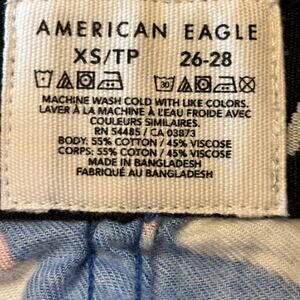 AMERICAN EAGLE
XS/TP 26-28
30
MACHINE WASH COLD WITH LIKE COLORS.
LAVER À LA MACHINE À L'EAU FROIDE AVEC
COULEURS SIMILAIRES.
RN 54485 / CA 03873
BODY: 55% COTTON / 45% VISCOSE
CORPS: 55% COTON / 45% VISCOSE
MADE IN BANGLADESH
FABRIQUÉ AU BANGLADESH